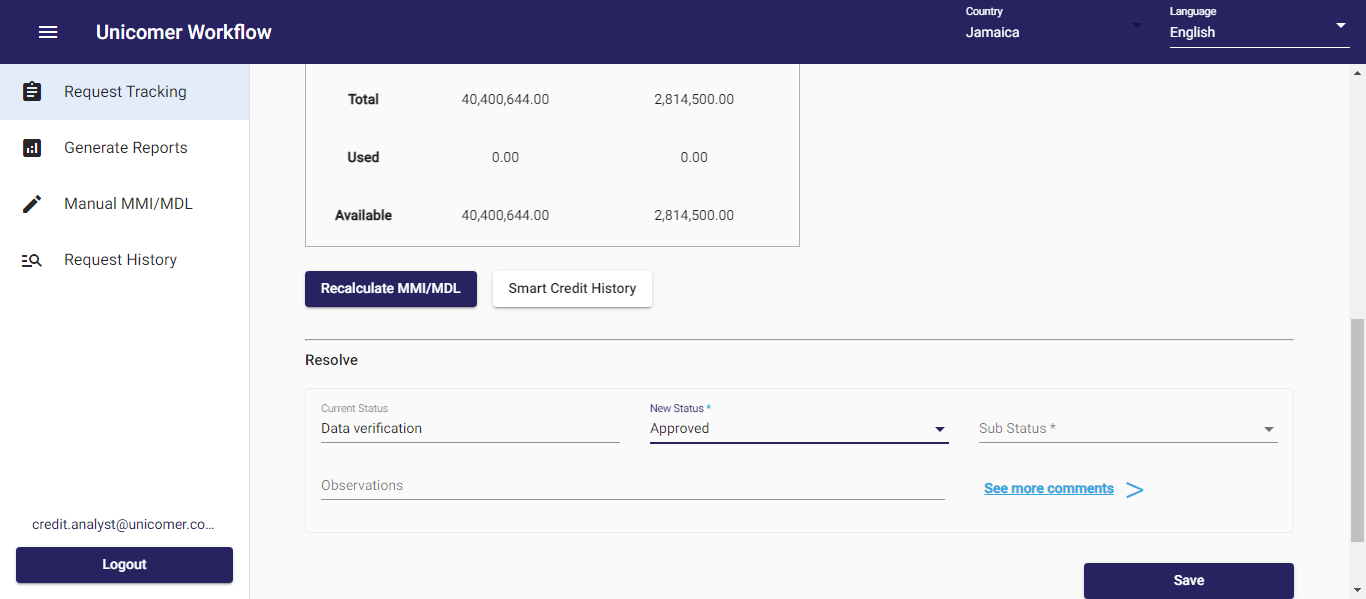 Unicomer Workflow
Country
Jamaica
Language
English
Request Tracking
Generate Reports
Manual MMI/MDL
Request History
credit.analyst@unicomer.co...
Logout
Total 40,400,644.00 2,814,500.00
Used 0.00 0.00
Available 40,400,644.00 2,814,500.00
Recalculate MMI/MDL Smart Credit History
Resolve
Current Status
Data verification
New Status *
Approved
Sub Status *
Observations
See more comments >
Save